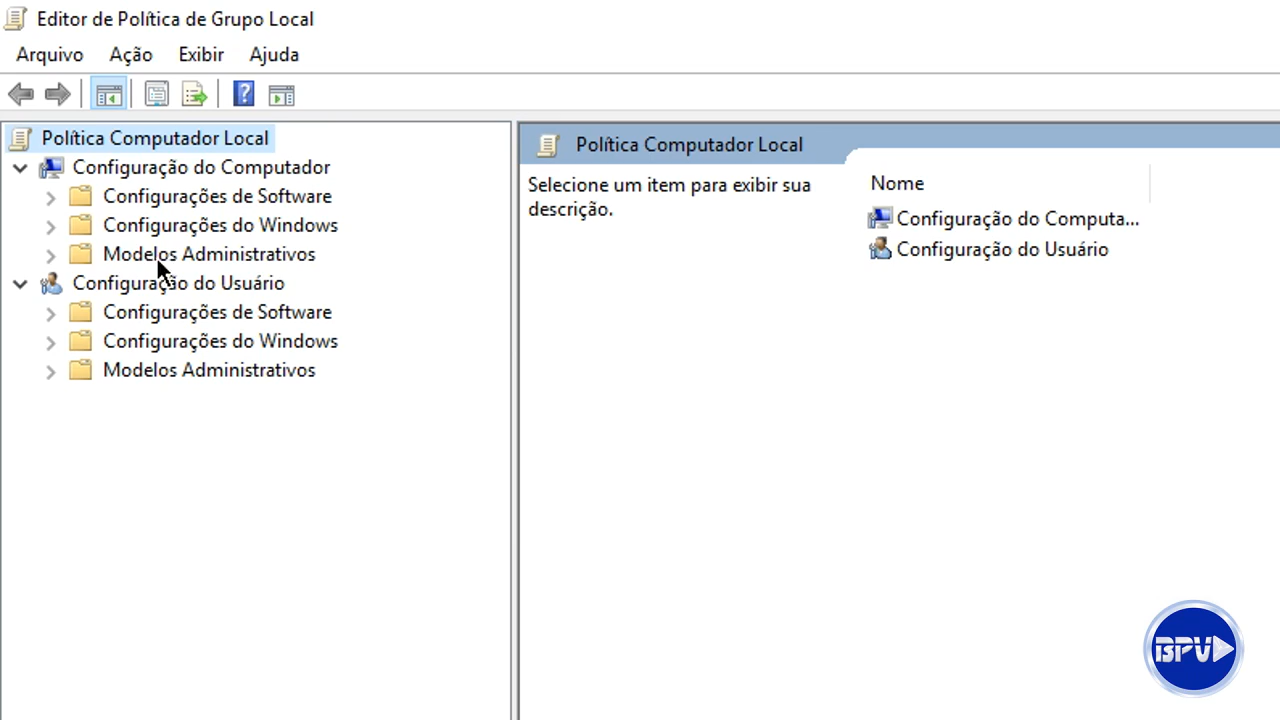 Editor de Política de Grupo Local
Arquivo Ação Exibir Ajuda
Política Computador Local
Configuração do Computador
Configurações de Software
Configurações do Windows
Modelos Administrativos
Configuração do Usuário
Configurações de Software
Configurações do Windows
Modelos Administrativos
Política Computador Local
Selecione um item para exibir sua
descrição.
Nome
Configuração do Computa...
Configuração do Usuário
BPV